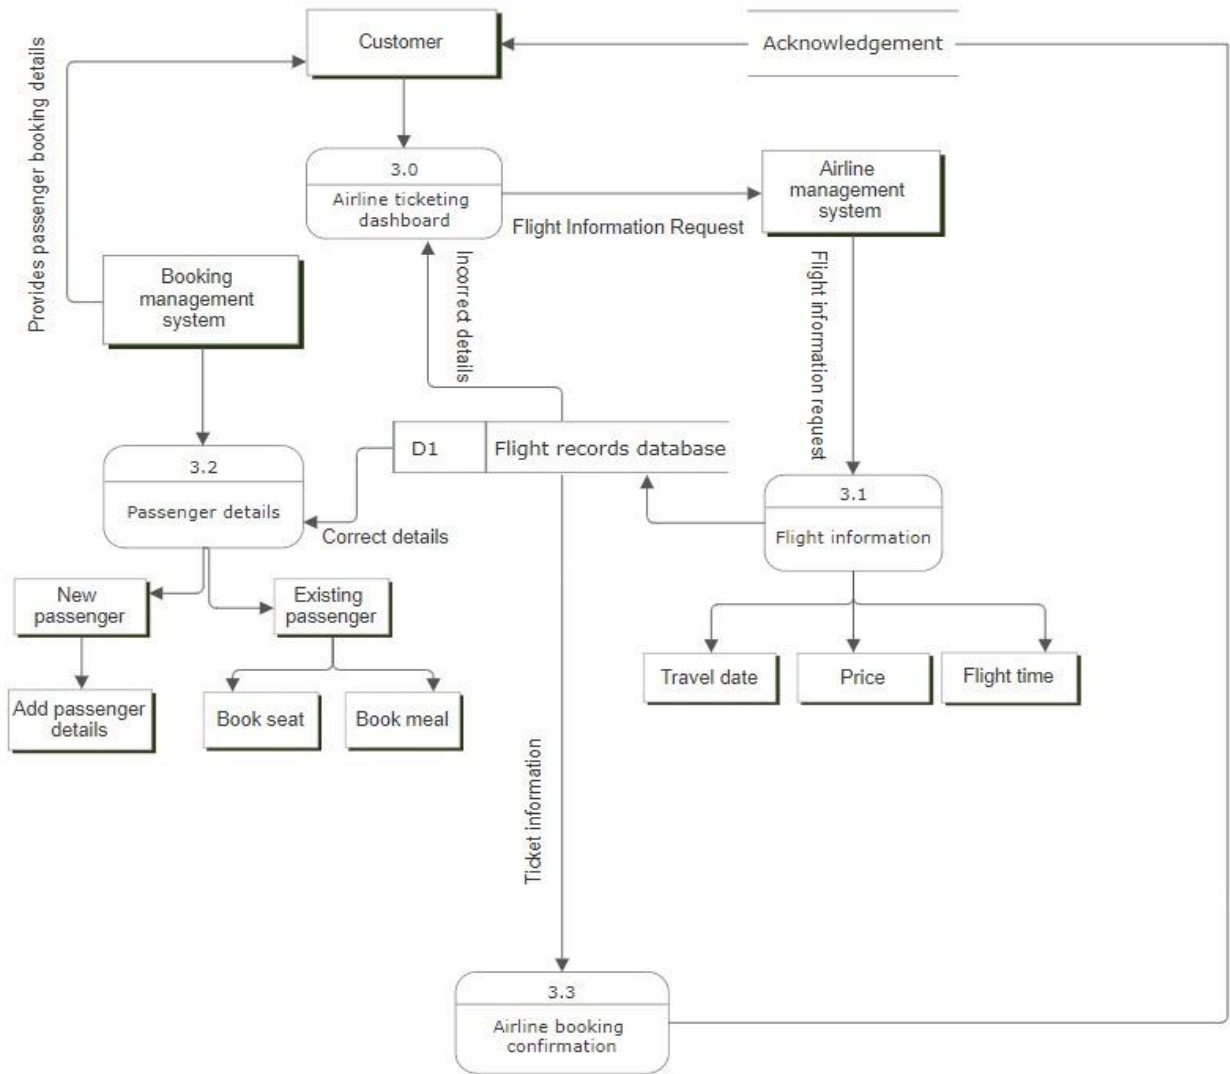 Customer
Acknowledgement
Provides passenger booking details
3.0
Airline ticketing
dashboard
Flight Information Request
Airline
management
system
Booking
management
system
Incorrect details
Flight information request
D1
Flight records database
3.2
Passenger details
Correct details
3.1
Flight information
New
passenger
Existing
passenger
Travel date
Price
Flight time
Add passenger
details
Book seat
Book meal
Ticket information
3.3
Airline booking
confirmation